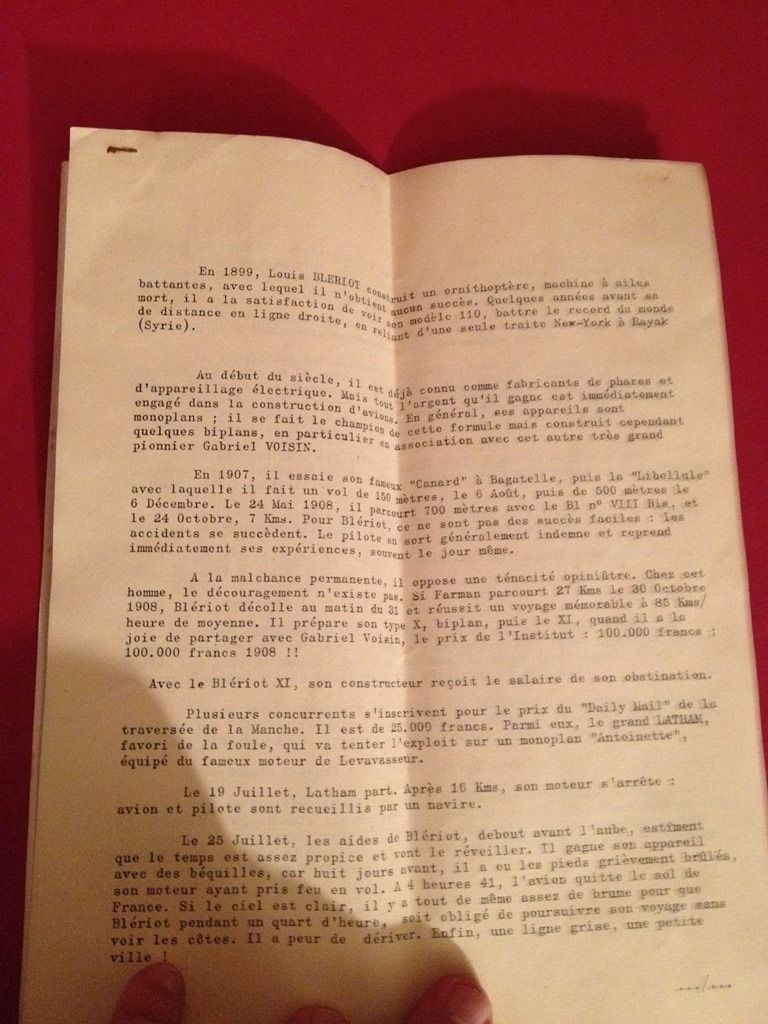 En 1899, Louis BLERIOT construit un ornithoptère, machine à ailes
battantes, avec lequel il n'obtient aucun succès. Quelques années avant sa
mort, il a la satisfaction de voir son modèle 110, battre le record du monde
de distance en ligne droite, en reliant d'une seule traite New-York à Rayak
(Syrie).
Au début du siècle, il est déjà connu comme fabricants de phares et
d'appareillage électrique. Mais tout l'argent qu'il gagne est immédiatement
engagé dans la construction d'avions. En général, ses appareils sont
monoplans ; il se fait le champion de cette formule mais construit cependant
quelques biplans, en particulier en association avec cet autre très grand
pionnier Gabriel VOISIN.
En 1907, il essaie son fameux "Canard" à Bagatelle, puis la "Libellule"
avec laquelle il fait un vol de 150 mètres, le 6 Août, puis de 500 mètres le
6 Décembre. Le 24 Mai 1908, il parcourt 700 mètres avec le Bl n° VIII Bis, et
le 24 Octobre, 7 Kms. Pour Blériot, ce ne sont pas des succès faciles : les
accidents se succèdent. Le pilote en sort généralement indemne et reprend
immédiatement ses expériences, souvent le jour même.
A la malchance permanente, il oppose une ténacité opiniâtre. Chez cet
homme, le découragement n'existe pas. Si Farman parcourt 27 Kms le 30 Octobre
1908, Blériot décolle au matin du 31 et réussit un voyage mémorable à 85 Kms/
heure de moyenne. Il prépare son type X, biplan, puis le XI, quand il a la
joie de partager avec Gabriel Voisin, le prix de l'Institut : 100.000 francs ;
100.000 francs 1908 !!
Avec le Blériot XI, son constructeur reçoit le salaire de son obstination.
Plusieurs concurrents s'inscrivent pour le prix du "Daily Mail" de la
traversée de la Manche. Il est de 25.000 francs. Parmi eux, le grand LATHAM,
favori de la foule, qui va tenter l'exploit sur un monoplan "Antoinette",
équipé du fameux moteur de Levavasseur.
Le 19 Juillet, Latham part. Après 16 Kms, son moteur s'arrête :
avion et pilote sont recueillis par un navire.
Le 25 Juillet, les aides de Blériot, debout avant l'aube, estiment
que le temps est assez propice et vont le réveiller. Il gagne son appareil
avec des béquilles, car huit jours avant, il a eu les pieds grièvement brûlés,
son moteur ayant pris feu en vol. A 4 heures 41, l'avion quitte le sol de
France. Si le ciel est clair, il y a tout de même assez de brume pour que
Blériot pendant un quart d'heure, soit obligé de poursuivre son voyage sans
voir les côtes. Il a peur de dériver. Enfin, une ligne grise, une petite
ville !
.../...